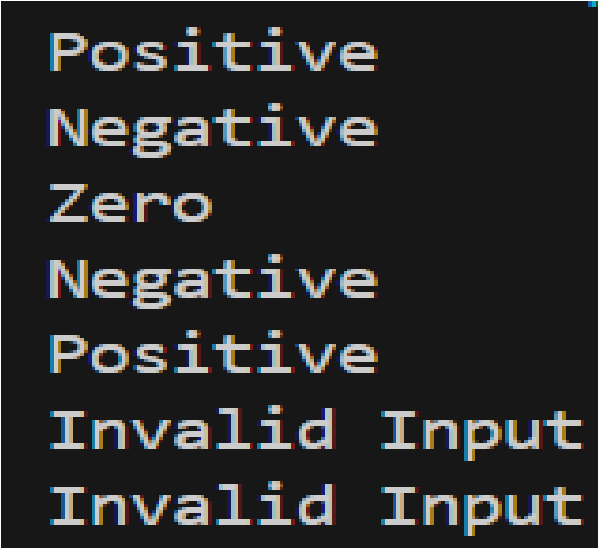 Positive
Negative
Zero
Negative
Positive
Invalid Input
Invalid Input